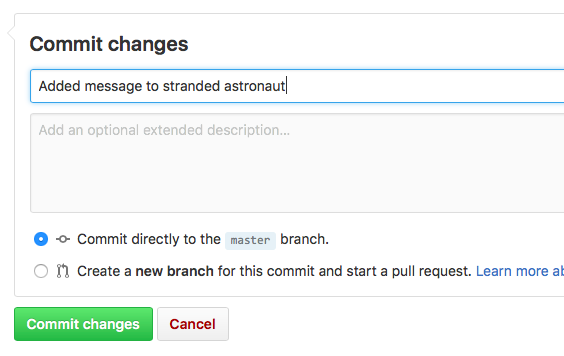 Commit changes
Added message to stranded astronaut
Add an optional extended description...
Commit directly to the master branch.
Create a new branch for this commit and start a pull request. Learn more ab
Commit changes
Cancel